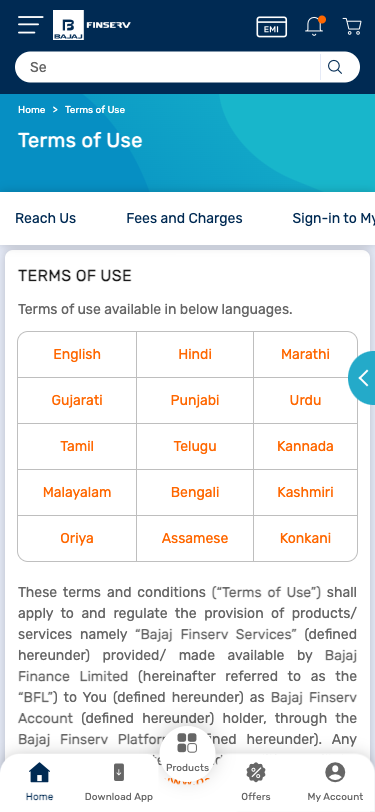 BAJAJ FINSERV EMI
Se
Home > Terms of Use
Terms of Use
Reach Us Fees and Charges Sign-in to My
TERMS OF USE
Terms of use available in below languages.
English Hindi Marathi
Gujarati Punjabi Urdu
Tamil Telugu Kannada
Malayalam Bengali Kashmiri
Oriya Assamese Konkani
These terms and conditions (“Terms of Use”) shall
apply to and regulate the provision of products/
services namely “Bajaj Finserv Services” (defined
hereunder) provided/ made available by Bajaj
Finance Limited (hereinafter referred to as the
“BFL”) to You (defined hereunder) as Bajaj Finserv
Account (defined hereunder) holder, through the
Bajaj Finserv hereunder). Any
Products
Home Download App Offers My Account